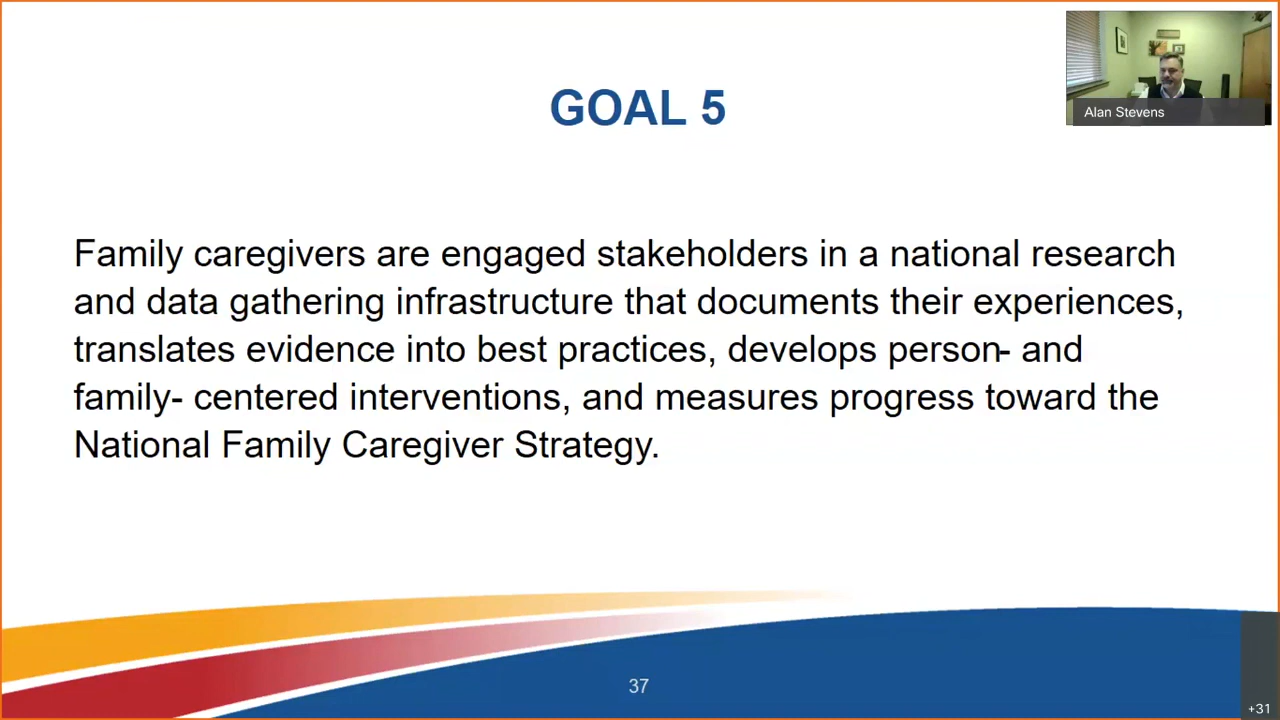 Alan Stevens
GOAL 5
Family caregivers are engaged stakeholders in a national research
and data gathering infrastructure that documents their experiences,
translates evidence into best practices, develops person- and
family- centered interventions, and measures progress toward the
National Family Caregiver Strategy.
37
+31